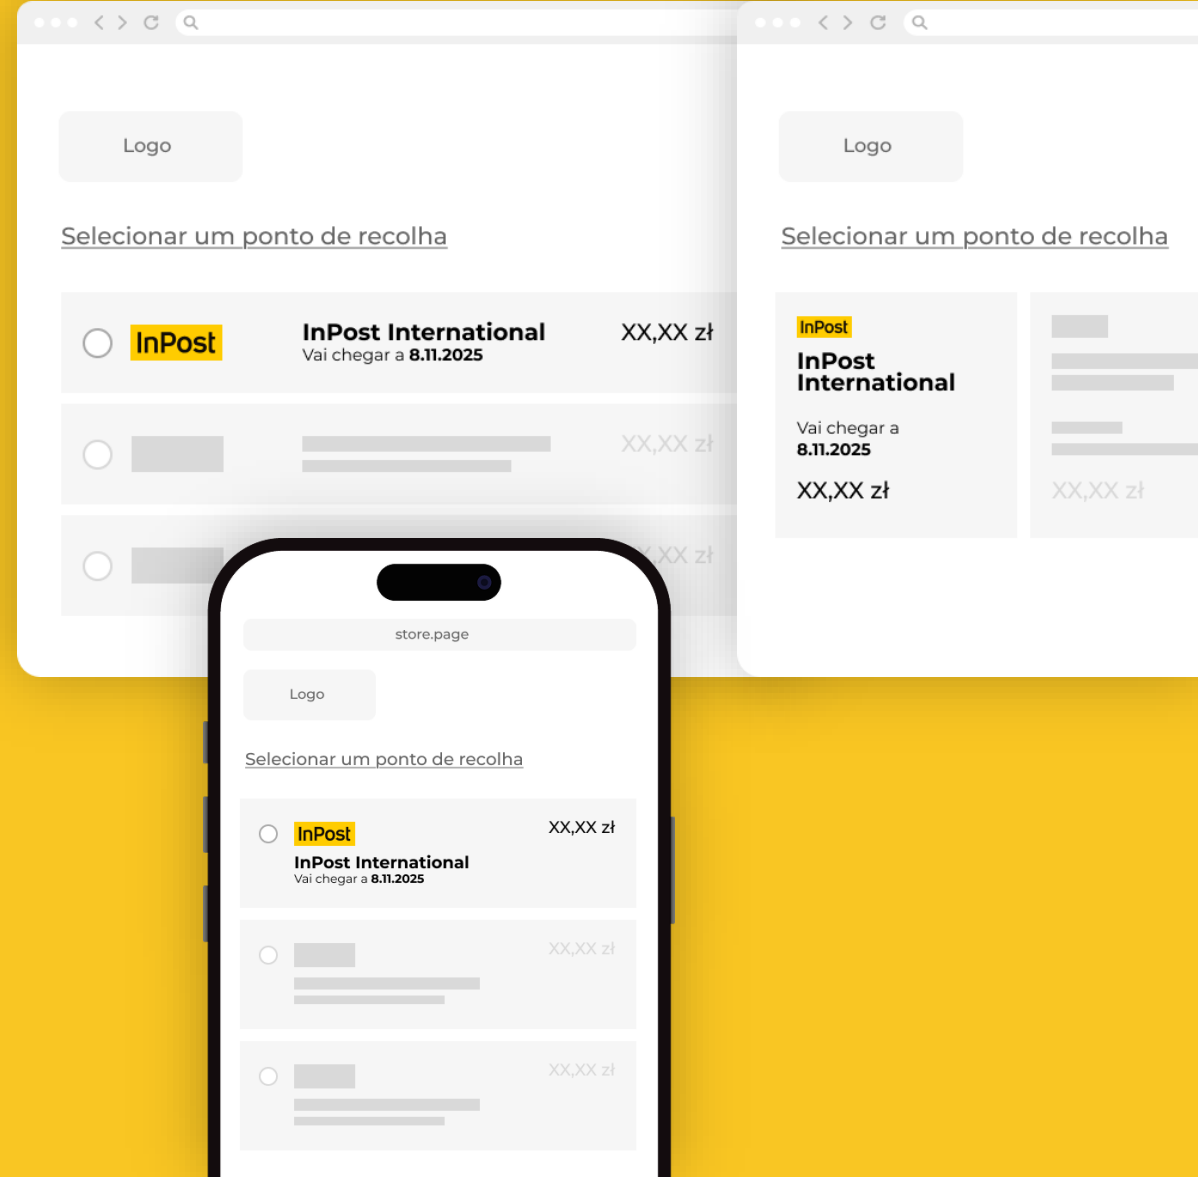 Logo
Selecionar um ponto de recolha
InPost
InPost International
Vai chegar a 8.11.2025
XX,XX zł
XX,XX zł
X,XX zł
Logo
Selecionar um ponto de recolha
InPost
InPost
International
Vai chegar a
8.11.2025
XX,XX zł
XX,XX zł
store.page
Logo
Selecionar um ponto de recolha
InPost
XX,XX zł
InPost International
Vai chegar a 8.11.2025
XX,XX zł
XX,XX zł